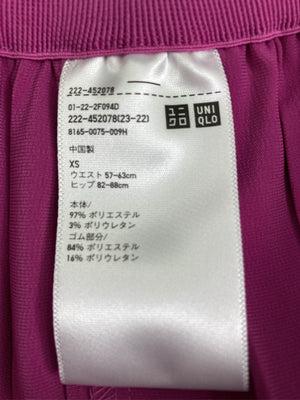 222-452078
01-22-2F094D
222-452078(23-22)
8165-0075-009H
ユニ
クロ
UNI
QLO
中国製
XS
ウエスト 57-63cm
ヒップ 82-88cm
本体/
97% ポリエステル
3% ポリウレタン
ゴム部分/
84% ポリエステル
16% ポリウレタン